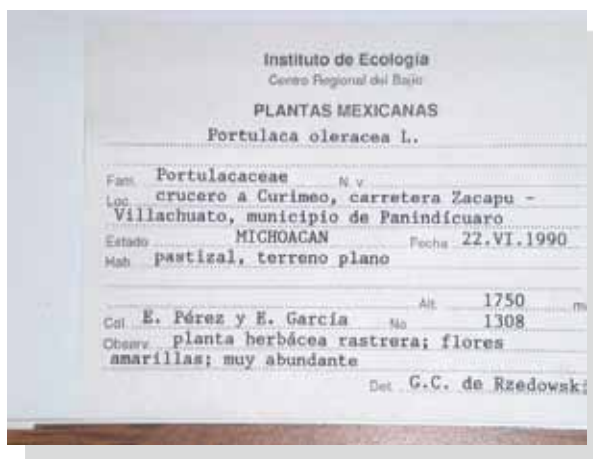 Instituto de Ecología
Centro Regional del Bajío
PLANTAS MEXICANAS
Portulaca oleracea L.
Fam. Portulacaceae N. v.
Loc. crucero a Curimeo, carretera Zacapu -
Villachuato, municipio de Panindícuaro
Estado MICHOACAN Fecha 22.VI.1990
Hab. pastizal, terreno plano
Alt. 1750 m
Col. E. Pérez y E. García No. 1308
Observ. planta herbácea rastrera; flores
amarillas; muy abundante
Det. G.C. de Rzedowski